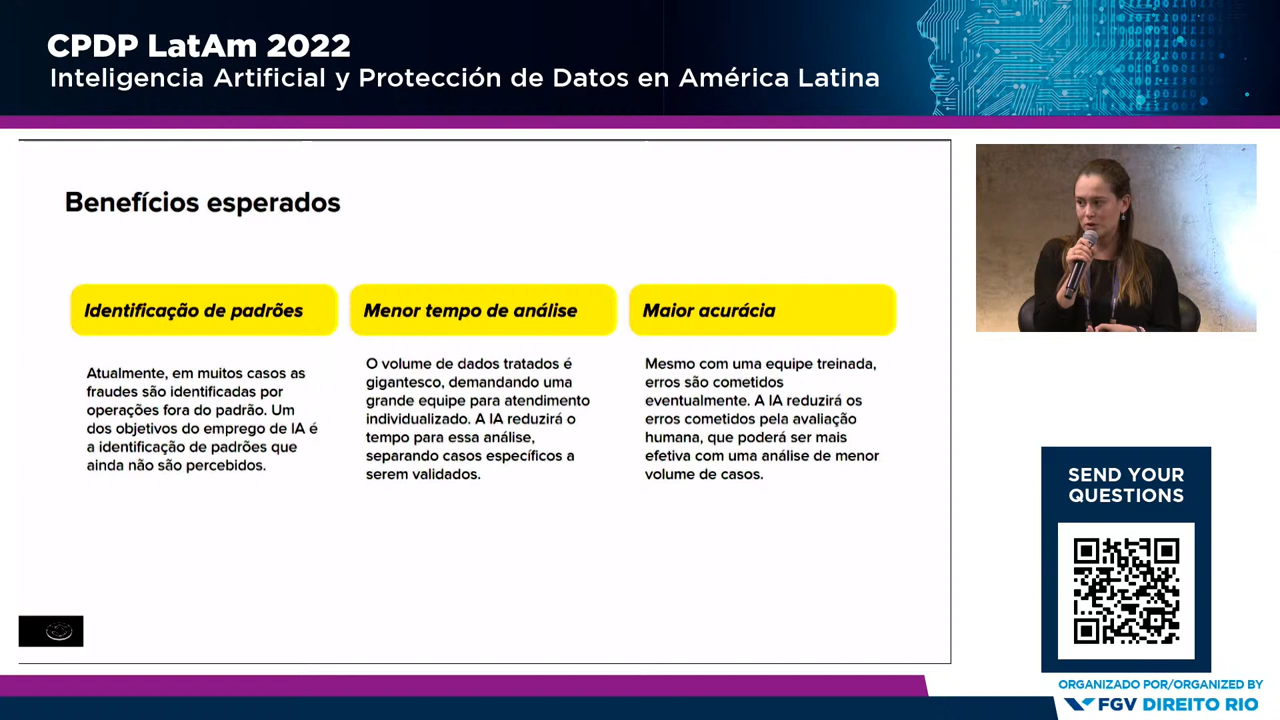 CPDP LatAm 2022
Inteligencia Artificial y Protección de Datos en América Latina
Benefícios esperados
Identificação de padrões
Atualmente, em muitos casos as
fraudes são identificadas por
operações fora do padrão. Um
dos objetivos do emprego de IA é
a identificação de padrões que
ainda não são percebidos.
Menor tempo de análise
O volume de dados tratados é
gigantesco, demandando uma
grande equipe para atendimento
individualizado. A IA reduzirá o
tempo para essa análise,
separando casos específicos a
serem validados.
Maior acurácia
Mesmo com uma equipe treinada,
erros são cometidos
eventualmente. A IA reduzirá os
erros cometidos pela avaliação
humana, que poderá ser mais
efetiva com uma análise de menor
volume de casos.
SEND YOUR
QUESTIONS
ORGANIZADO POR/ORGANIZED BY
FGV DIREITO RIO